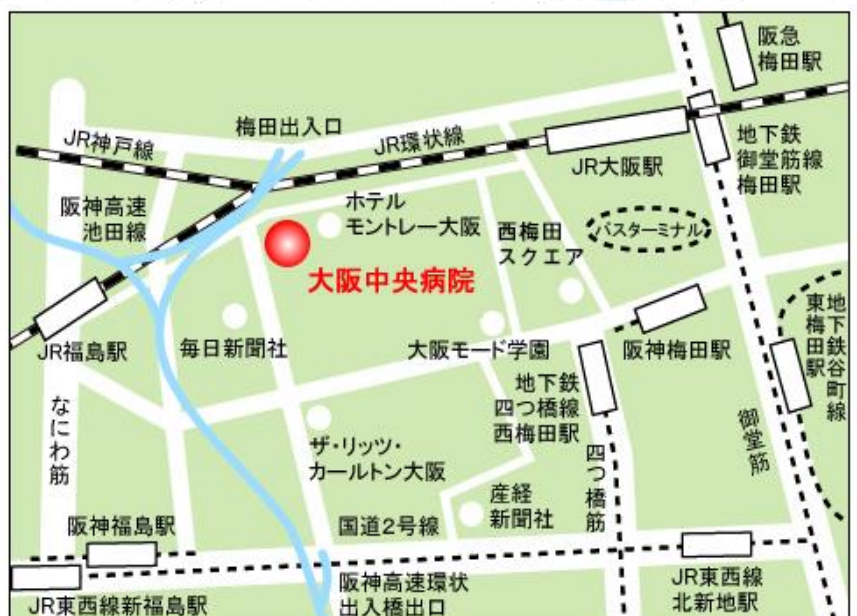 阪急
梅田駅
梅田出入口
JR神戸線
JR環状線
JR大阪駅
地下鉄
御堂筋線
梅田駅
阪神高速
池田線
ホテル
モントレー大阪
西梅田
スクエア
バスターミナル
大阪中央病院
JR福島駅
毎日新聞社
大阪モード学園
阪神梅田駅
地下鉄谷町線
東梅田駅
地下鉄
四つ橋線
西梅田駅
なにわ筋
御堂筋
ザ・リッツ・
カールトン大阪
四つ橋筋
産経
新聞社
阪神福島駅
国道2号線
JR東西線新福島駅
阪神高速環状
出入橋出口
JR東西線
北新地駅